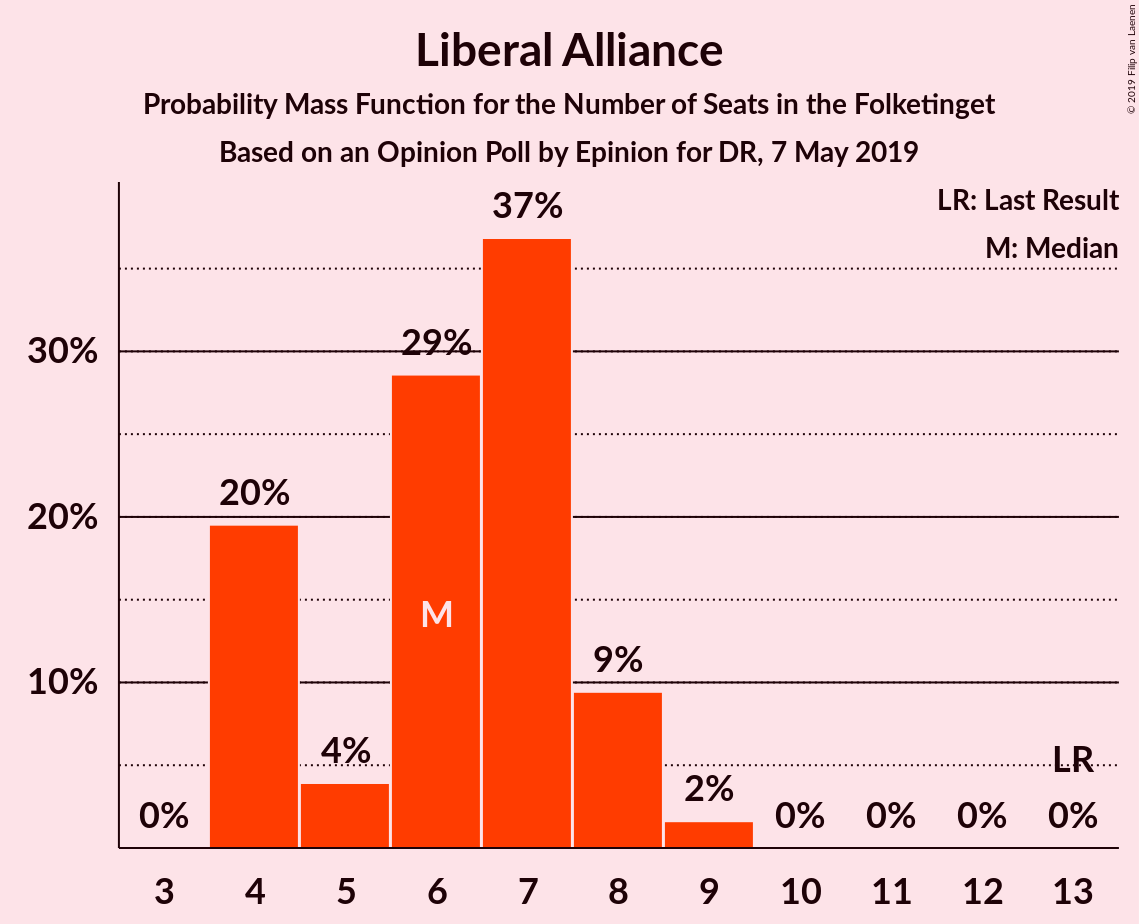 © 2019 Filip van Laenen
Liberal Alliance
Probability Mass Function for the Number of Seats in the Folketinget
Based on an Opinion Poll by Epinion for DR, 7 May 2019
LR: Last Result
M: Median
37%
29%
30%
20%
20%
M
10%
9%
4%
LR
2%
0%
0%
0%
0%
0%
3 4 5 6 7 8 9 10 11 12 13